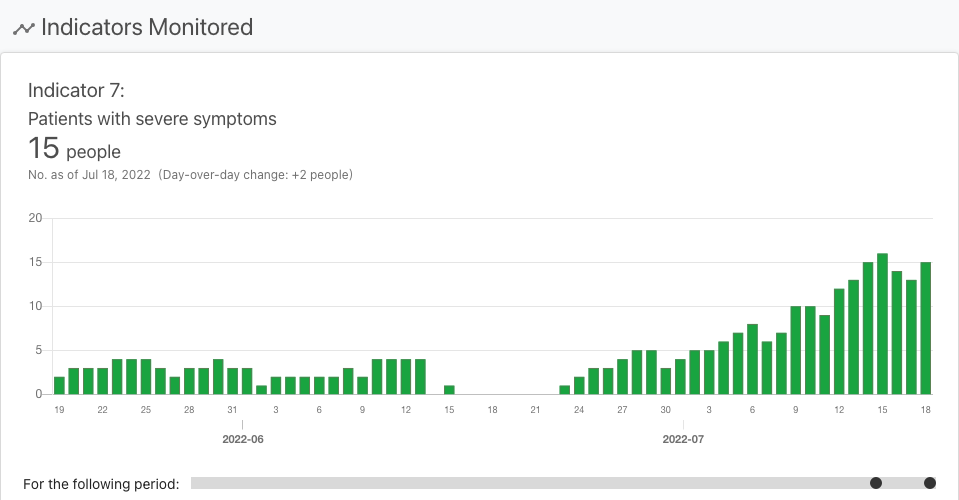 Indicators Monitored
Indicator 7:
Patients with severe symptoms
15 people
No. as of Jul 18, 2022 (Day-over-day change: +2 people)
20
15
10
5
0
19 22 25 28 31 3 6 9 12 15 18 21 24 27 30 3 6 9 12 15 18
2022-06 2022-07
For the following period: